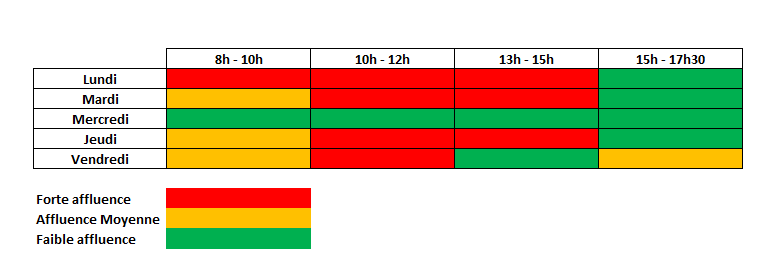 8h - 10h 10h - 12h 13h - 15h 15h - 17h30
Lundi
Mardi
Mercredi
Jeudi
Vendredi
Forte affluence
Affluence Moyenne
Faible affluence